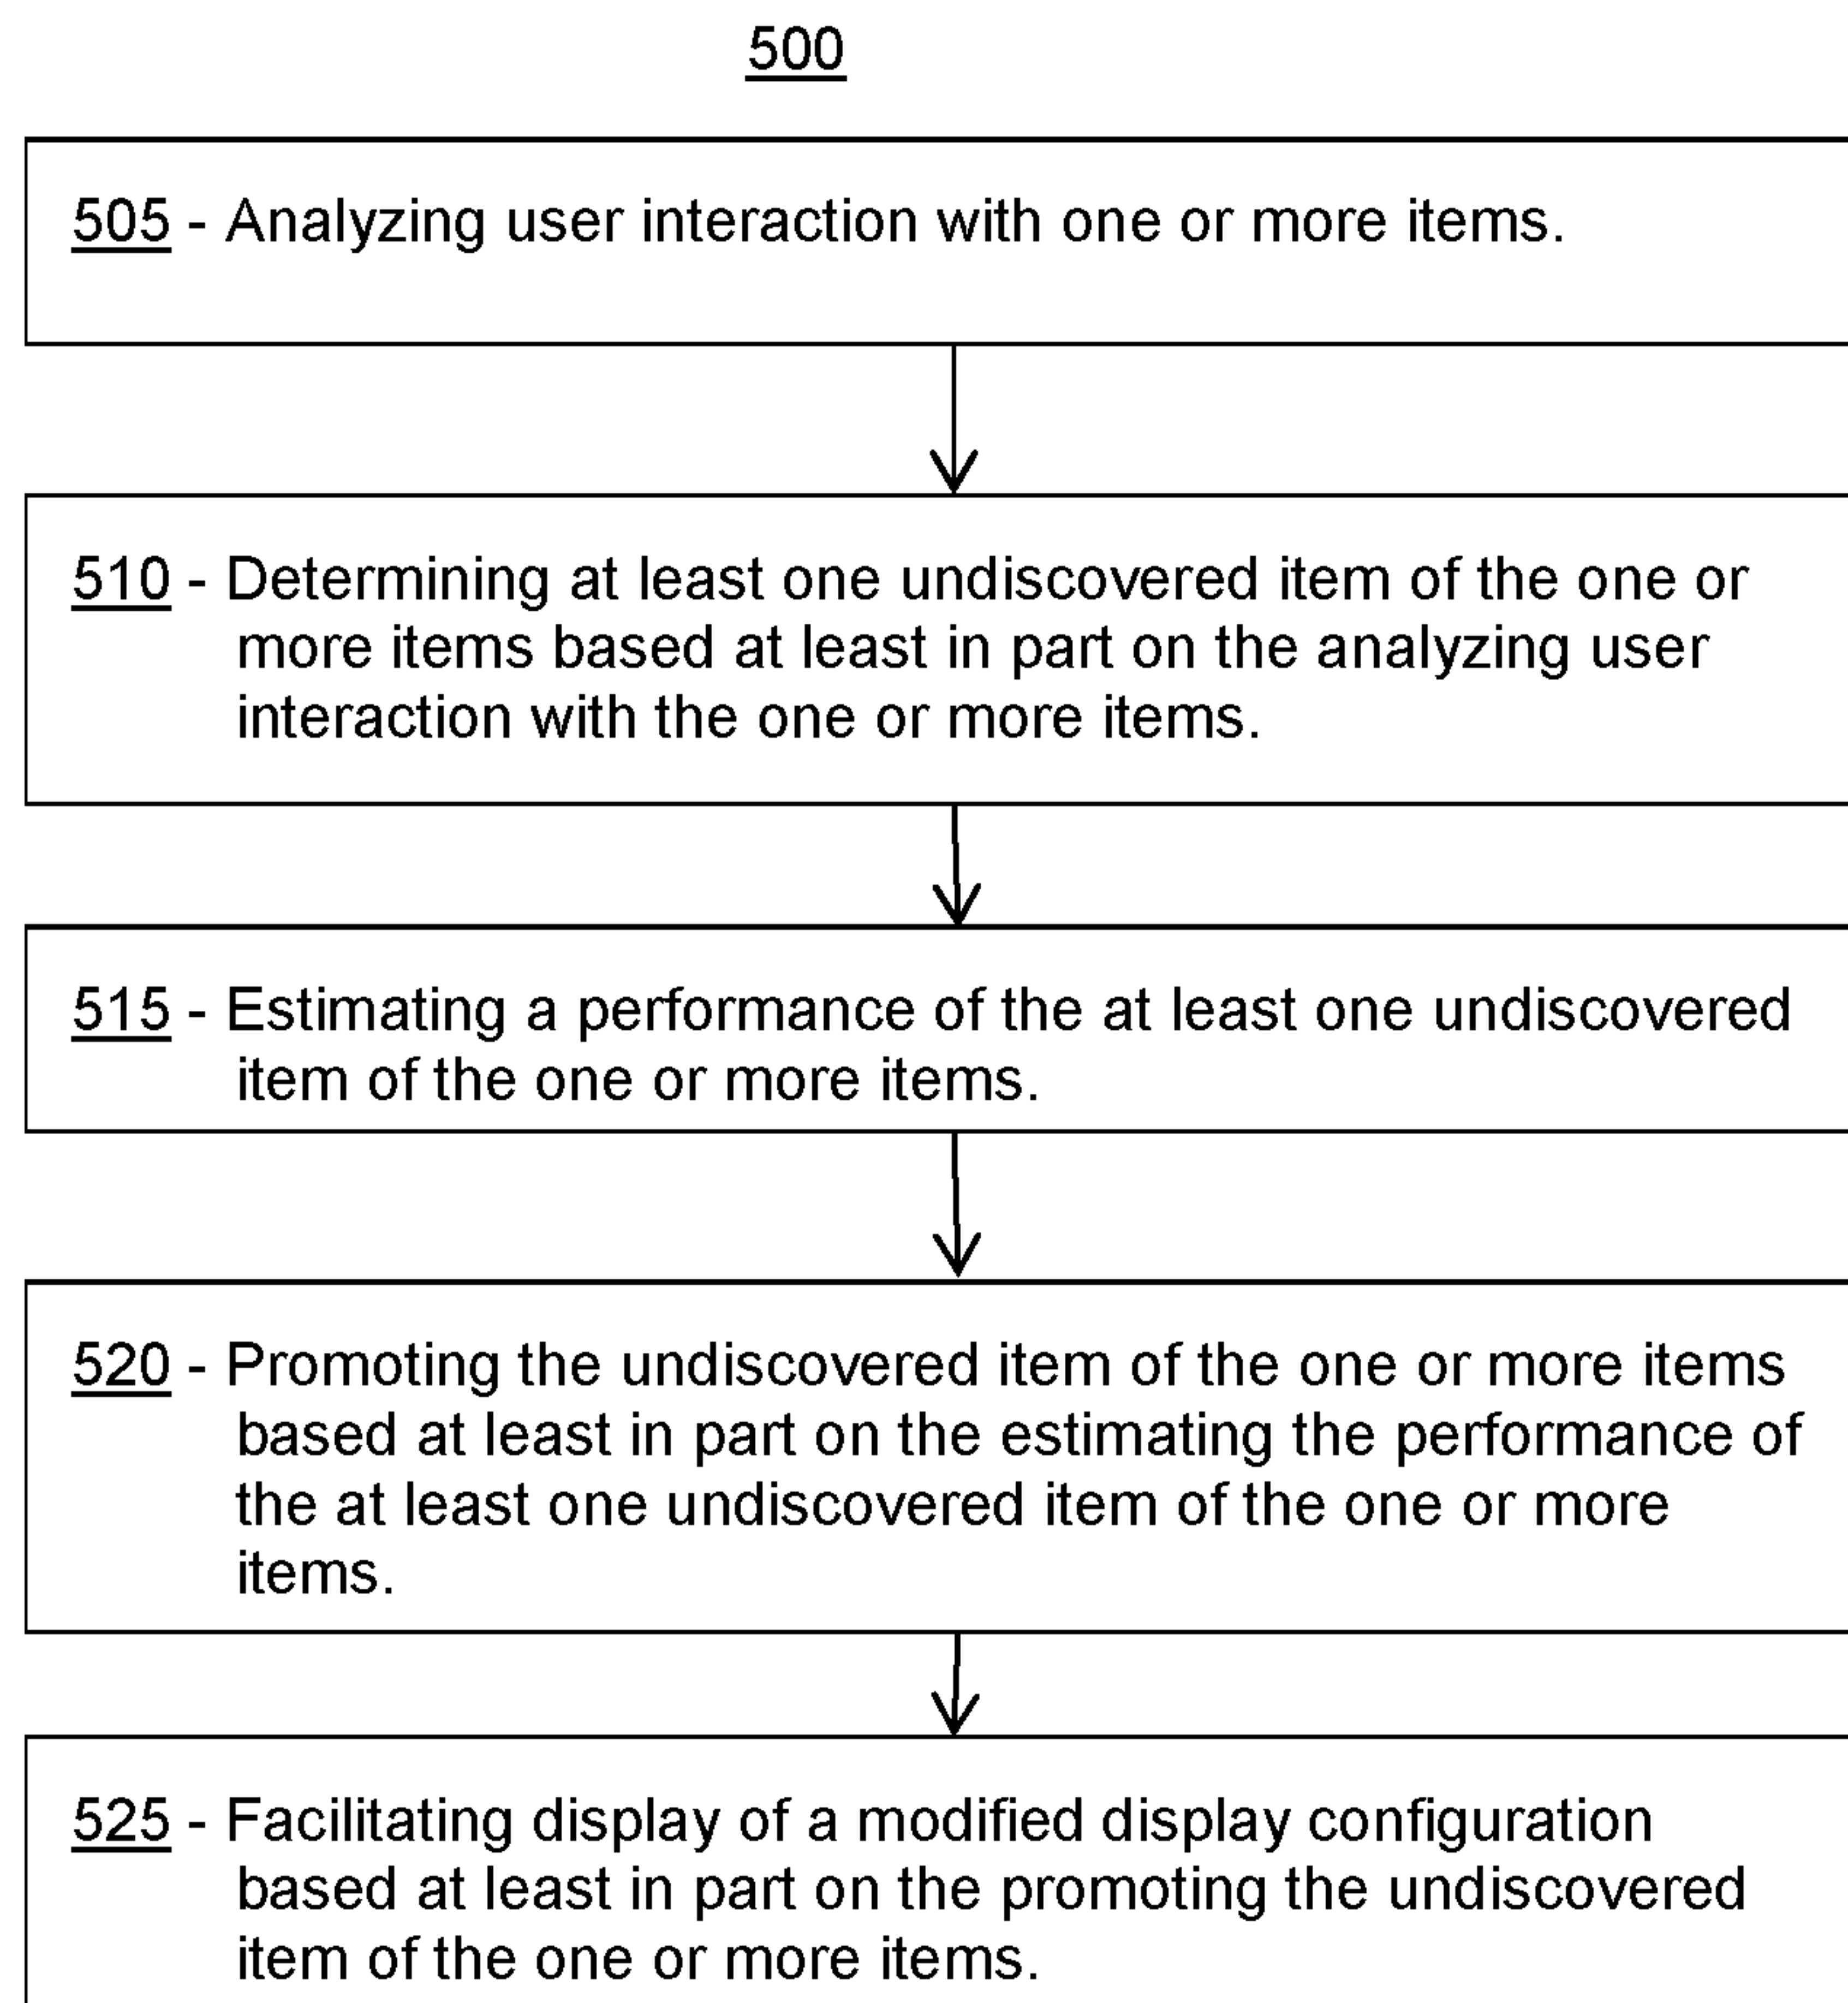 500
505 - Analyzing user interaction with one or more items.
510 - Determining at least one undiscovered item of the one or
more items based at least in part on the analyzing user
interaction with the one or more items.
515 - Estimating a performance of the at least one undiscovered
item of the one or more items.
520 - Promoting the undiscovered item of the one or more items
based at least in part on the estimating the performance of
the at least one undiscovered item of the one or more
items.
525 - Facilitating display of a modified display configuration
based at least in part on the promoting the undiscovered
item of the one or more items.